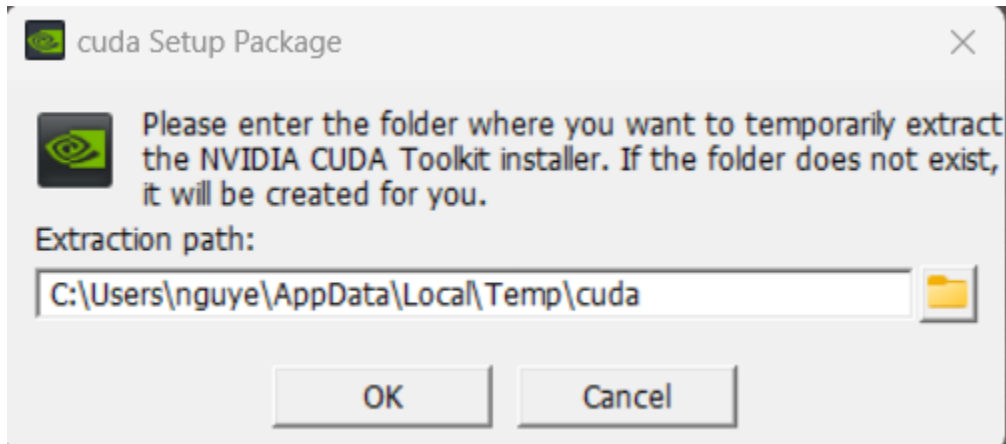 cuda Setup Package
Please enter the folder where you want to temporarily extract
the NVIDIA CUDA Toolkit installer. If the folder does not exist,
it will be created for you.
Extraction path:
C:\Users\nguye\AppData\Local\Temp\cuda
OK
Cancel